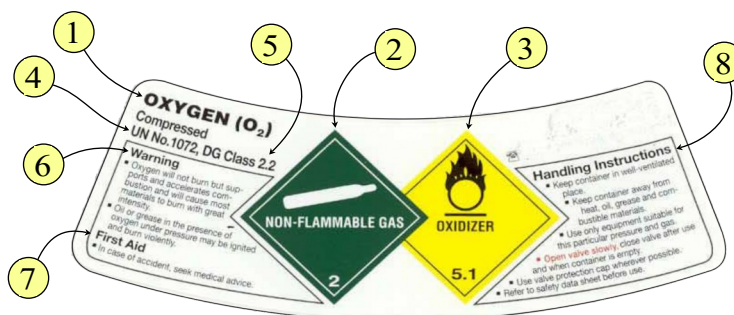 1
2
3
4
5
6
7
8
OXYGEN (O₂)
Compressed
UN No.1072, DG Class 2.2
Warning
• Oxygen will not burn but sup-
ports and accelerates com-
bustion and will cause most
materials to burn with great
intensity.
• Oil or grease in the presence of
oxygen under pressure may be ignited
and burn violently.
First Aid
• In case of accident, seek medical advice.
NON-FLAMMABLE GAS
2
OXIDIZER
5.1
Handling Instructions
• Keep container in well-ventilated
place.
• Keep container away from
heat, oil, grease and com-
bustible materials.
• Use only equipment suitable for
this particular pressure and gas.
• Open valve slowly, close valve after use
and when container is empty.
• Use valve protection cap wherever possible.
• Refer to safety data sheet before use.